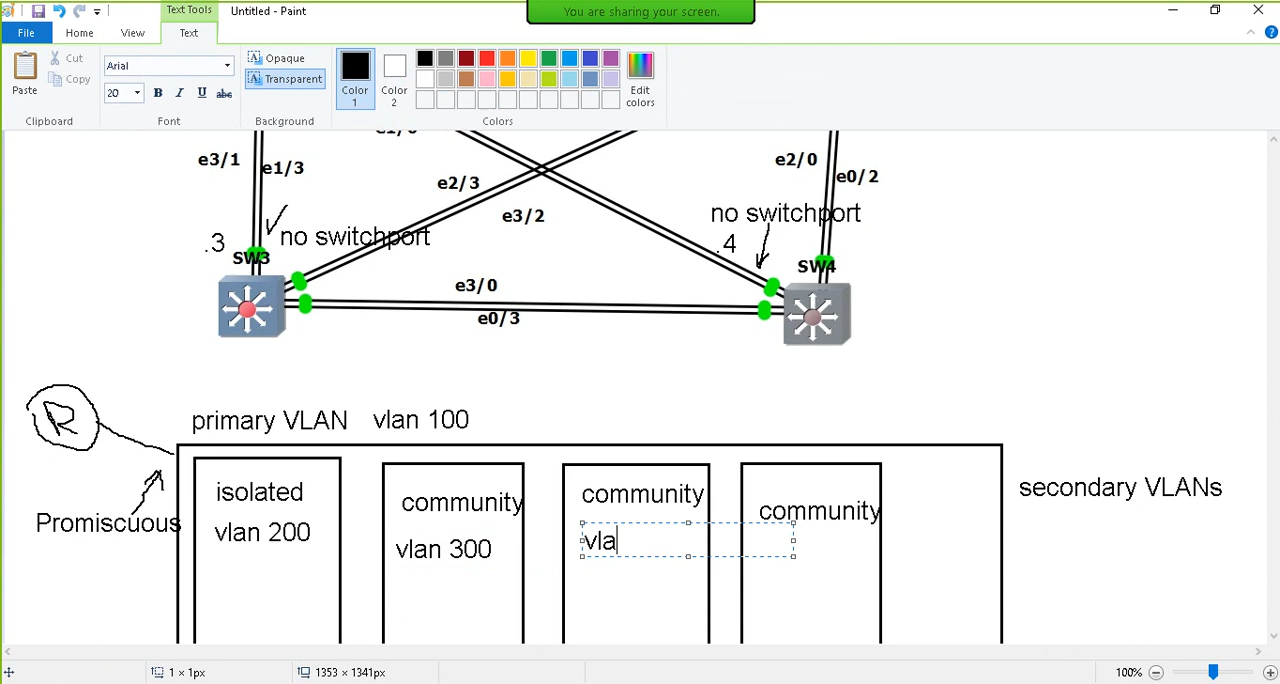 Text Tools
Untitled - Paint
You are sharing your screen.
File
Home
View
Text
Paste
Cut
Copy
Clipboard
Arial
20
B I U abc
Font
A Opaque
A Transparent
Background
Color 1
Color 2
Edit colors
Colors
e1/0
e3/1
e1/3
e2/3
e3/2
e2/0
e0/2
no switchport
.3
no switchport
.4
SW3
SW4
e3/0
e0/3
R
primary VLAN vlan 100
Promiscuous
isolated
vlan 200
community
vlan 300
community
vla
community
secondary VLANs
1 × 1px
1353 × 1341px
100%